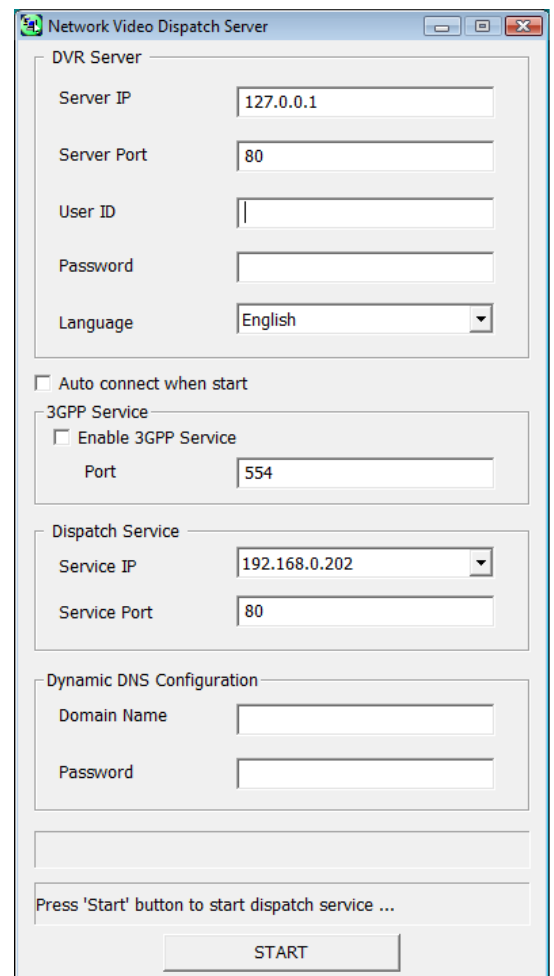 Network Video Dispatch Server
DVR Server
Server IP
127.0.0.1
Server Port
80
User ID
Password
Language
English
Auto connect when start
3GPP Service
Enable 3GPP Service
Port
554
Dispatch Service
Service IP
192.168.0.202
Service Port
80
Dynamic DNS Configuration
Domain Name
Password
Press 'Start' button to start dispatch service ...
START